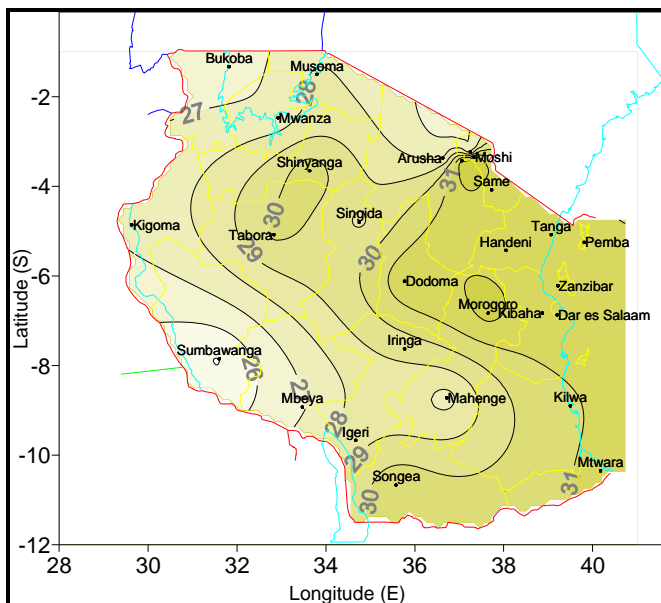 Bukoba
Musoma
-2
28
27
Mwanza
Arusha
Moshi
Shinyanga
31
-4
Same
30
Singida
Kigoma
Tabora
29
30
Tanga
Handeni
Pemba
Latitude (S)
-6
Dodoma
Zanzibar
Morogoro
Kibaha
Dar es Salaam
Iringa
Sumbawanga
-8
26
27
Mbeya
Mahenge
Kilwa
28
Igeri
29
-10
Mtwara
Songea
30
31
-12
28
30
32
34
36
38
40
Longitude (E)